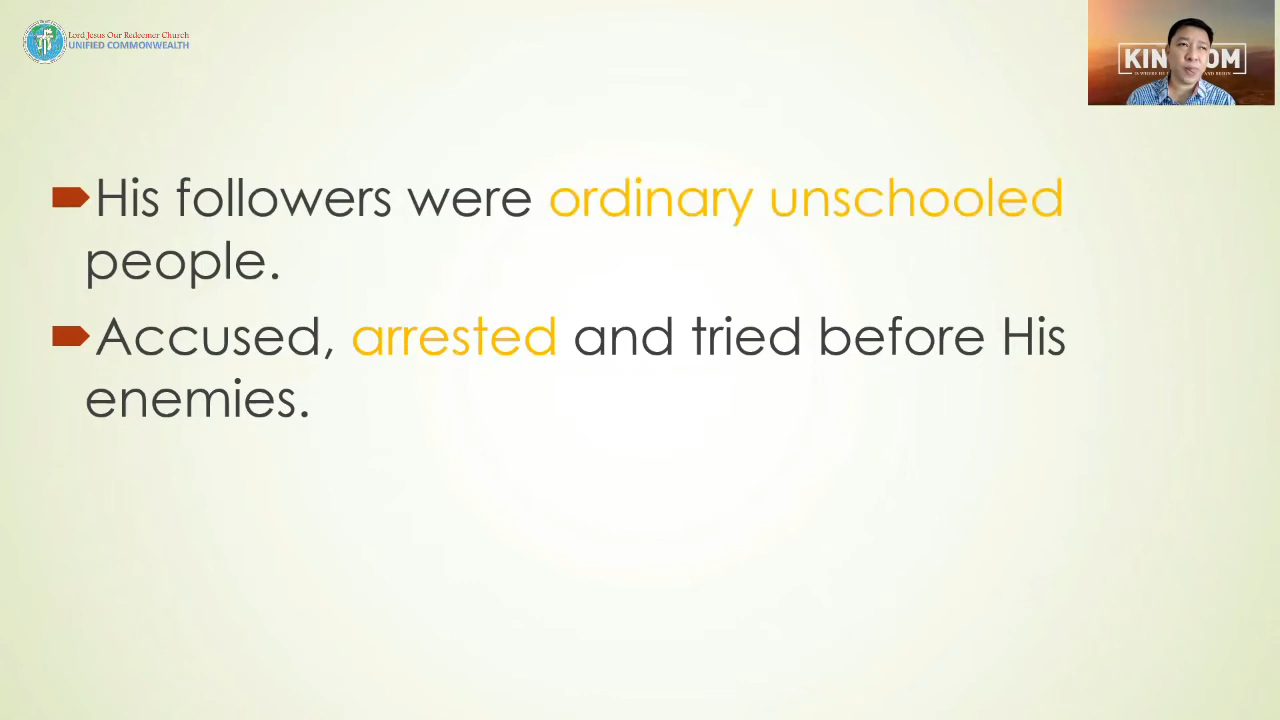 Lord Jesus Our Redeemer Church
UNIFIED COMMONWEALTH
His followers were ordinary unschooled
people.
Accused, arrested and tried before His
enemies.